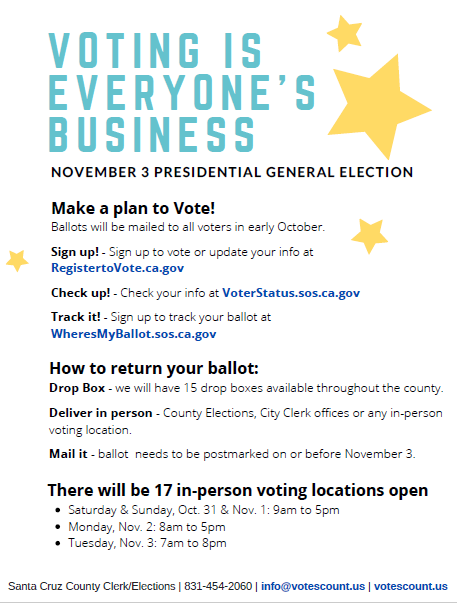 VOTING IS
EVERYONE'S
BUSINESS
NOVEMBER 3 PRESIDENTIAL GENERAL ELECTION
Make a plan to Vote!
Ballots will be mailed to all voters in early October.
Sign up! - Sign up to vote or update your info at
RegistertoVote.ca.gov
Check up! - Check your info at VoterStatus.sos.ca.gov
Track it! - Sign up to track your ballot at
WheresMyBallot.sos.ca.gov
How to return your ballot:
Drop Box - we will have 15 drop boxes available throughout the county.
Deliver in person - County Elections, City Clerk offices or any in-person
voting location.
Mail it - ballot needs to be postmarked on or before November 3.
There will be 17 in-person voting locations open
• Saturday & Sunday, Oct. 31 & Nov. 1: 9am to 5pm
• Monday, Nov. 2: 8am to 5pm
• Tuesday, Nov. 3: 7am to 8pm
Santa Cruz County Clerk/Elections | 831-454-2060 | info@votescount.us | votescount.us